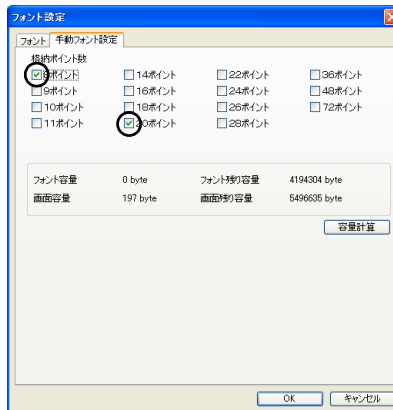 フォント設定
フォント 手動フォント設定
格納ポイント数
8ポイント 14ポイント 22ポイント 36ポイント
9ポイント 16ポイント 24ポイント 48ポイント
10ポイント 18ポイント 26ポイント 72ポイント
11ポイント 20ポイント 28ポイント
フォント容量 0 byte フォント残り容量 4194304 byte
画面容量 197 byte 画面残り容量 5496635 byte
容量計算
OK キャンセル